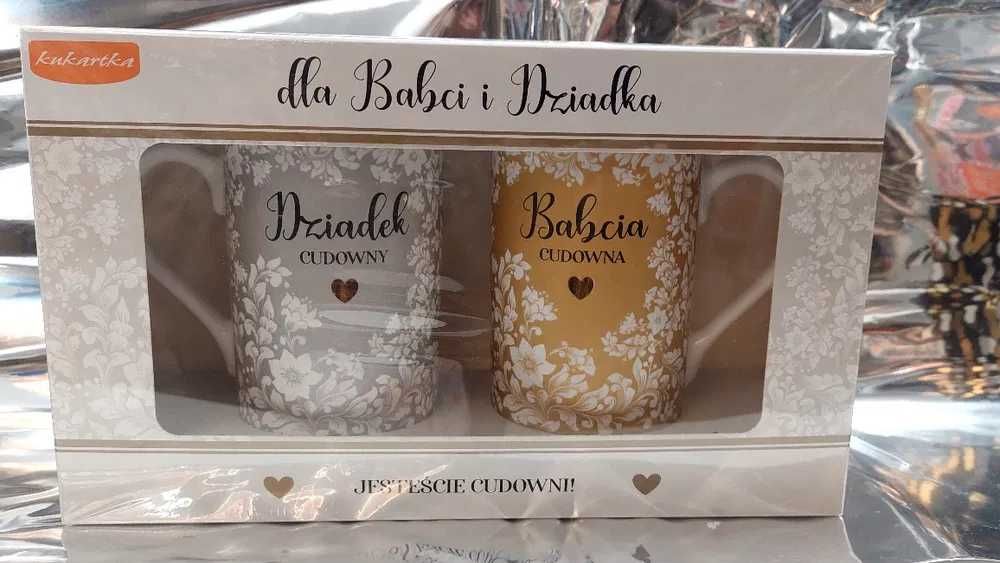 kukartka
dla Babci i Dziadka
Dziadek
CUDOWNY
Babcia
CUDOWNA
JESTEŚCIE CUDOWNI!